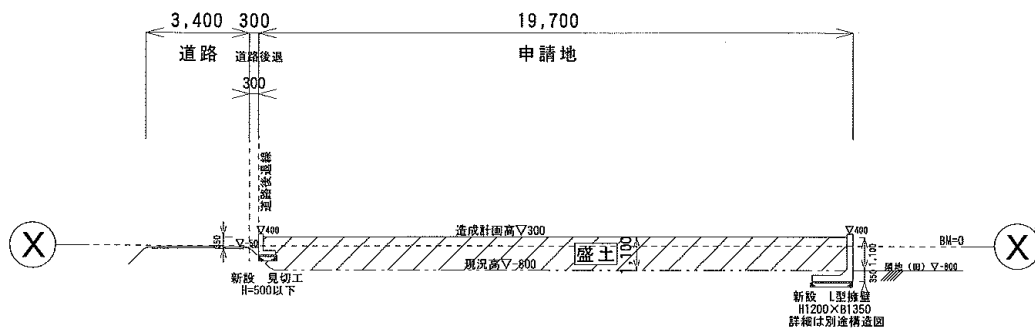 3,400 300 19,700
道路 道路後退 申請地
300
道路後退線
▽400
造成計画高▽300
▽400
X
350
▽-50
盛土
1,100
1,100
BM=0
X
現況高▽-800
隣地(田)▽-800
350
新設 見切工
H=500以下
新設 L型擁壁
H1200×B1350
詳細は別途構造図